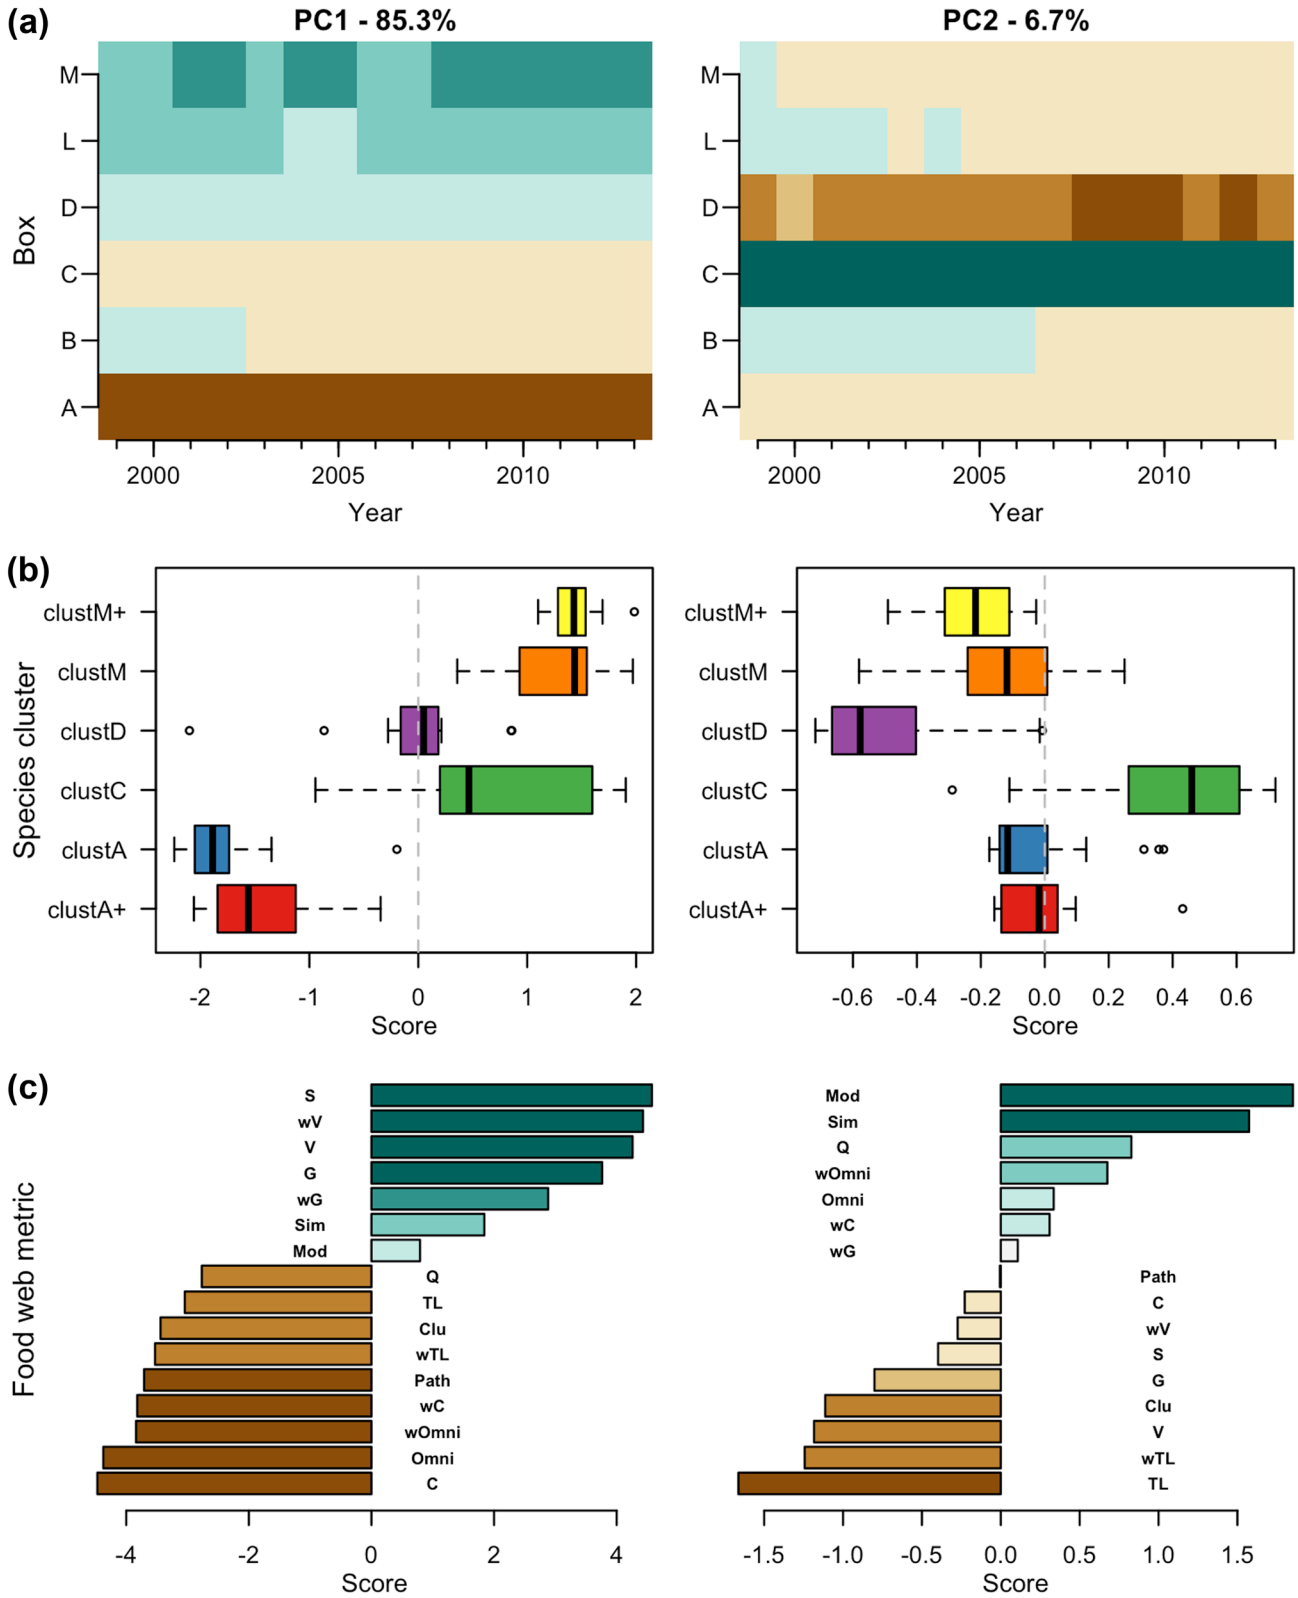 (a)
PC1 - 85.3%
PC2 - 6.7%
Box
M
L
D
C
B
A
2000 2005 2010
Year
M
L
D
C
B
A
2000 2005 2010
Year
(b)
Species cluster
clustM+
clustM
clustD
clustC
clustA
clustA+
-2 -1 0 1 2
Score
clustM+
clustM
clustD
clustC
clustA
clustA+
-0.6 -0.4 -0.2 0.0 0.2 0.4 0.6
Score
(c)
Food web metric
S
wV
V
G
wG
Sim
Mod
Q
TL
Clu
wTL
Path
wC
wOmni
Omni
C
-4 -2 0 2 4
Score
Mod
Sim
Q
wOmni
Omni
wC
wG
Path
C
wV
S
G
Clu
V
wTL
TL
-1.5 -1.0 -0.5 0.0 0.5 1.0 1.5
Score